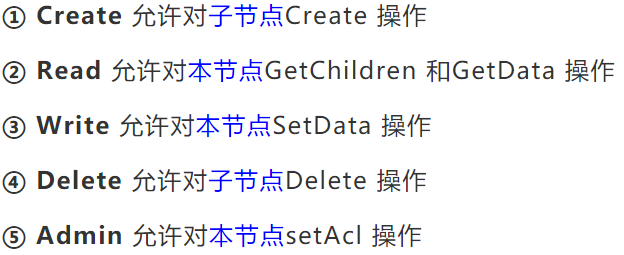 ① Create 允许对子节点Create 操作
② Read 允许对本节点GetChildren 和GetData 操作
③ Write 允许对本节点SetData 操作
④ Delete 允许对子节点Delete 操作
⑤ Admin 允许对本节点setAcl 操作